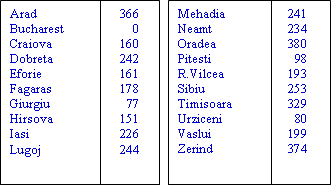 Arad 366
Bucharest 0
Craiova 160
Dobreta 242
Eforie 161
Fagaras 178
Giurgiu 77
Hirsova 151
Iasi 226
Lugoj 244
Mehadia 241
Neamt 234
Oradea 380
Pitesti 98
R.Vilcea 193
Sibiu 253
Timisoara 329
Urziceni 80
Vaslui 199
Zerind 374